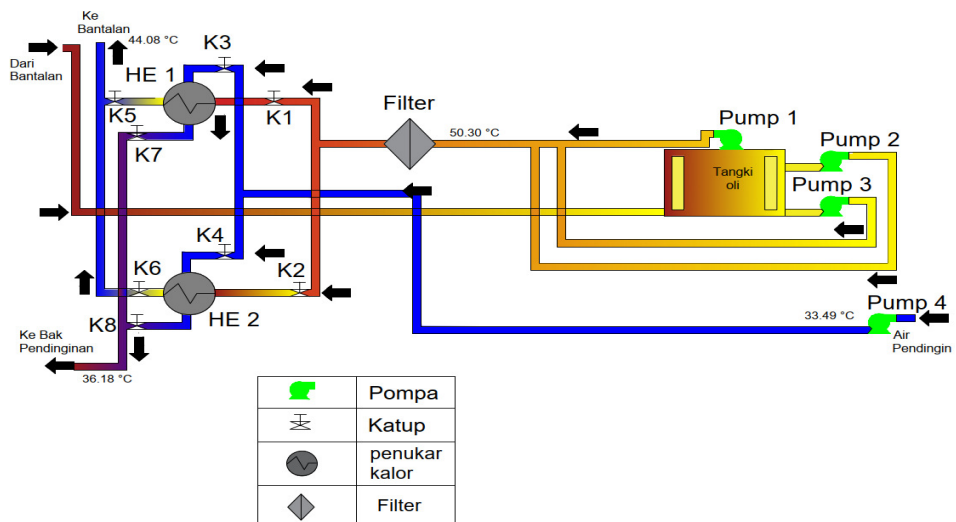 Ke
Bantalan
44.08 °C
K3
Dari
Bantalan
HE 1
K5
K1
K7
Filter
50.30 °C
Pump 1
Pump 2
Tangki
oli
Pump 3
K4
K6
K2
K8
HE 2
Pump 4
33.49 °C
Air
Pendingin
Ke Bak
Pendinginan
36.18 °C
Pompa
Katup
penukar
kalor
Filter